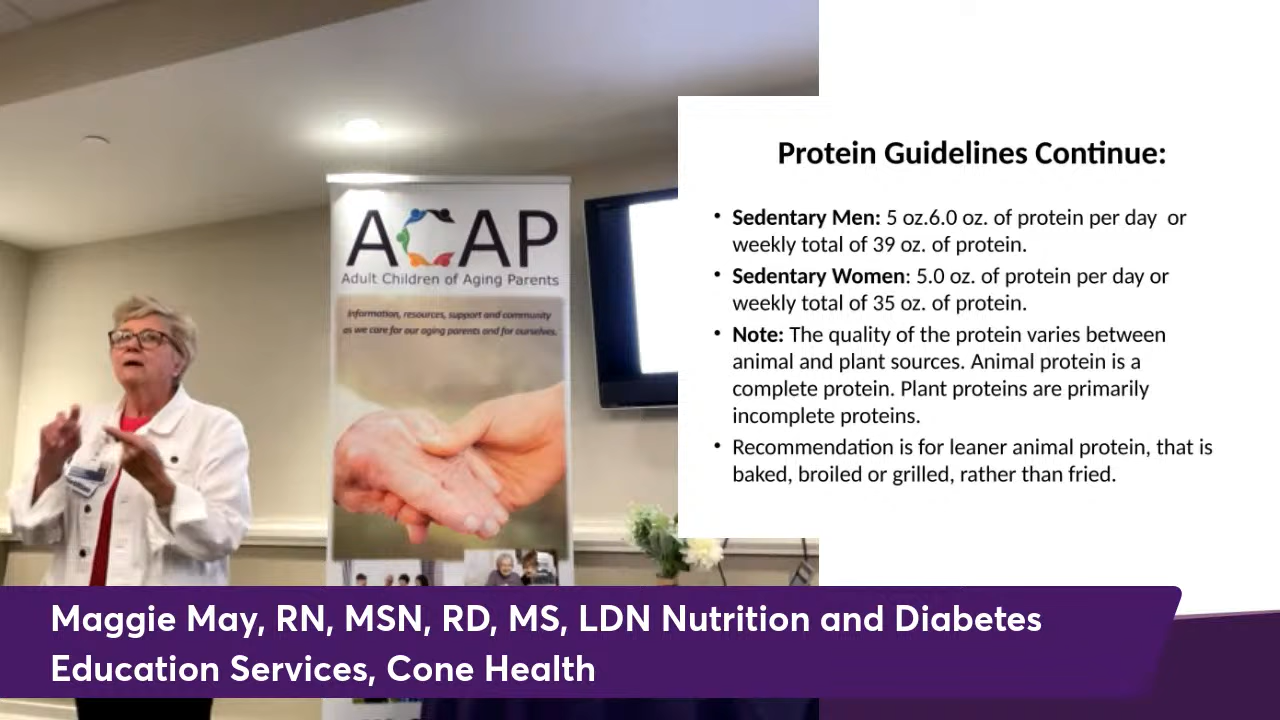 ACAP
Adult Children of Aging Parents
Information, resources, support and community
as we care for our aging parents and for ourselves.
Protein Guidelines Continue:
• Sedentary Men: 5 oz.6.0 oz. of protein per day or
weekly total of 39 oz. of protein.
• Sedentary Women: 5.0 oz. of protein per day or
weekly total of 35 oz. of protein.
• Note: The quality of the protein varies between
animal and plant sources. Animal protein is a
complete protein. Plant proteins are primarily
incomplete proteins.
• Recommendation is for leaner animal protein, that is
baked, broiled or grilled, rather than fried.
Maggie May, RN, MSN, RD, MS, LDN Nutrition and Diabetes
Education Services, Cone Health